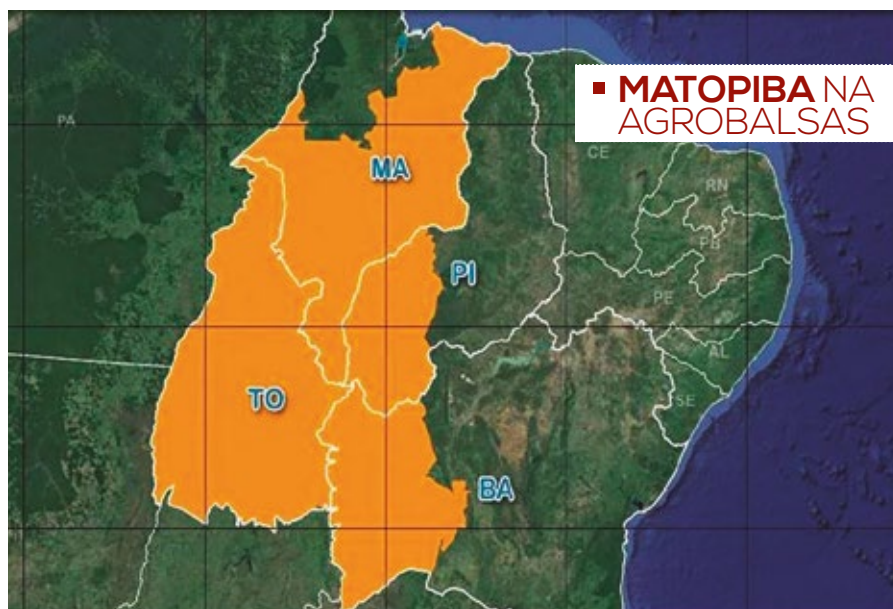 MATOPIBA NA
AGROBALSAS
PA
CE
MA
RN
PB
PI
PE
AL
TO
SE
BA